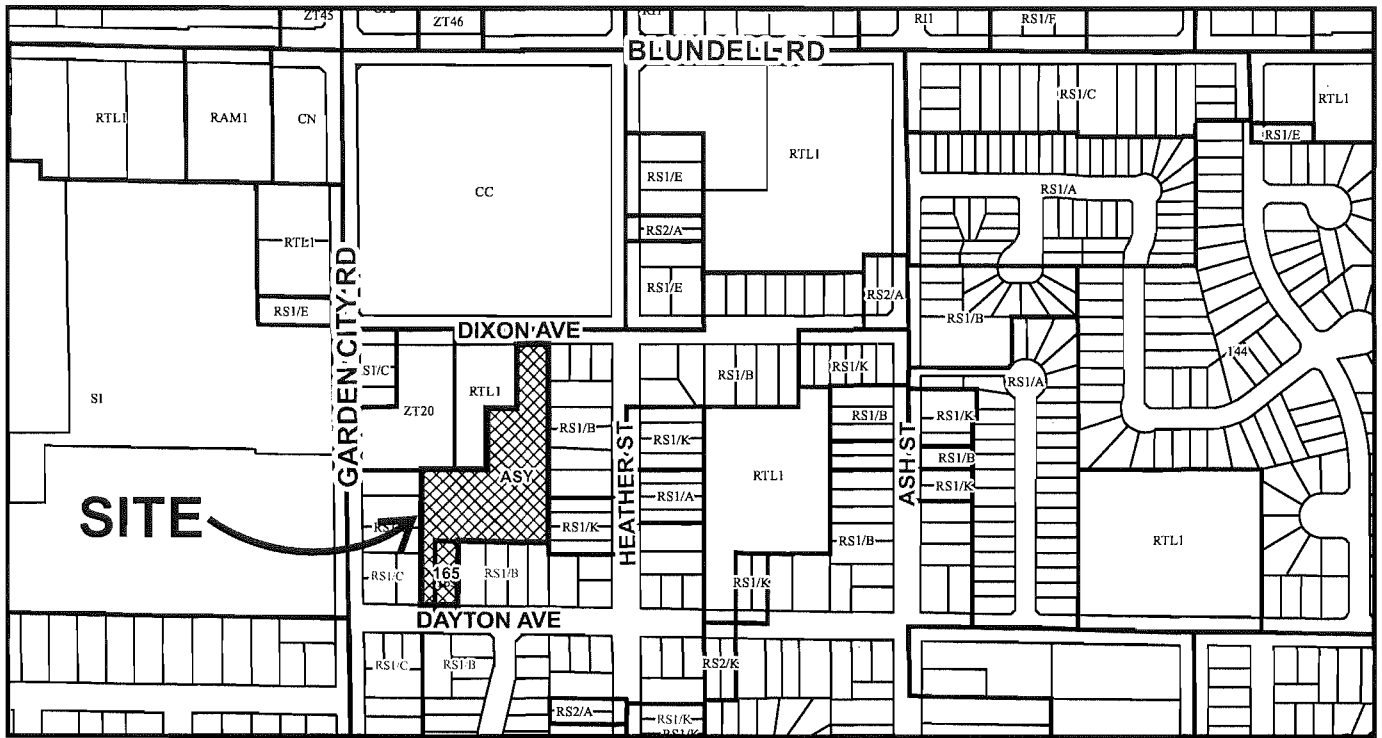 ZT45
ZT46
RI1
RS1/F
BLUNDELL RD
RTL1
RAM1
CN
CC
RTL1
RS1/C
RTL1
RS1/E
RS1/E
RS1/A
RS2/A
RTL1
RS1/E
RS2/A
RS1/E
RS1/B
GARDEN CITY RD
DIXON AVE
144
S1/C
RTL1
RS1/B
RS1/K
RS1/A
SI
ZT20
RS1/B
RS1/K
RS1/B
RS1/K
RS1/B
HEATHER ST
ASH ST
ASY
RTL1
RS1/K
RS1/A
SITE
RS1/K
RS1/B
RTL1
RS1/C
165
RS1/B
RS1/K
DAYTON AVE
RS1/C
RS1/B
RS2/K
RS2/A
RS1/K
RS1/K